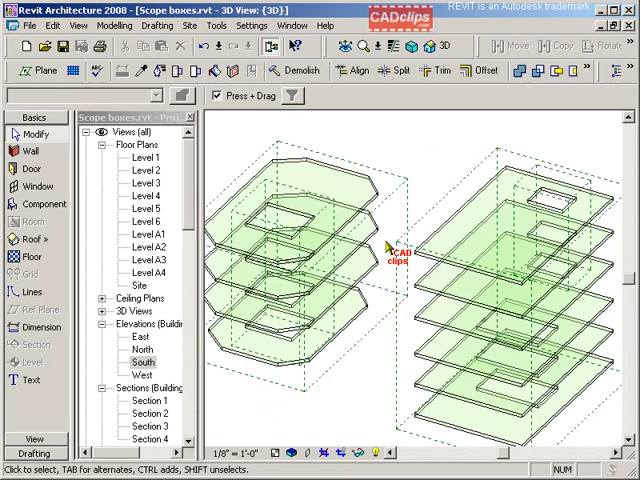 REVIT is an Autodesk trademark
Revit Architecture 2008 - [Scope boxes.rvt - 3D View: {3D}]
CADclips
.com
File Edit View Modelling Drafting Site Tools Settings Window Help
3D Move Copy Rotate
Plane Demolish Align Split Trim Offset
Press + Drag
Basics
Modify
Wall
Door
Window
Component
Room
Roof »
Floor
Grid
Lines
Ref Plane
Dimension
Section
Level
Text
View
Drafting
Scope boxes.rvt - Proj...
Views (all)
Floor Plans
Level 1
Level 2
Level 3
Level 4
Level 5
Level 6
Level A1
Level A2
Level A3
Level A4
Site
Ceiling Plans
3D Views
Elevations (Building
East
North
South
West
Sections (Building
Section 1
Section 2
Section 3
Section 4
CAD
clips
1/8" = 1'-0"
Click to select, TAB for alternates, CTRL adds, SHIFT unselects.
NUM